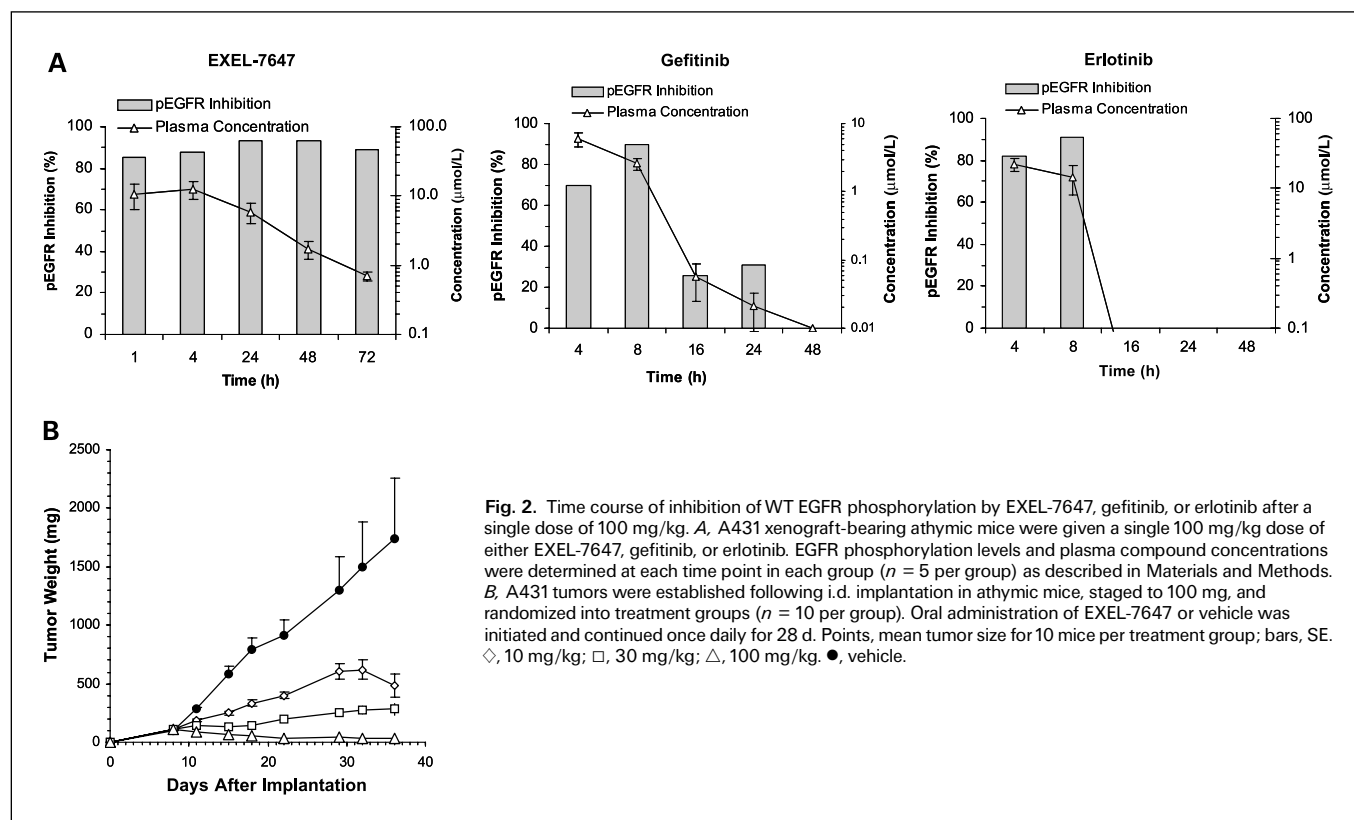 A
EXEL-7647
pEGFR Inhibition
Plasma Concentration
100
80
60
40
20
0
pEGFR Inhibition (%)
100.0
10.0
1.0
0.1
Concentration (μmol/L)
1 4 24 48 72
Time (h)
Gefitinib
pEGFR Inhibition
Plasma Concentration
100
90
80
70
60
50
40
30
20
10
0
pEGFR Inhibition (%)
10
1
0.1
0.01
Concentration (μmol/L)
4 8 16 24 48
Time (h)
Erlotinib
pEGFR Inhibition
Plasma Concentration
100
80
60
40
20
0
pEGFR Inhibition (%)
100
10
1
0.1
Concentration (μmol/L)
4 8 16 24 48
Time (h)
B
2500
2000
1500
1000
500
0
Tumor Weight (mg)
0 10 20 30 40
Days After Implantation
Fig. 2. Time course of inhibition of WT EGFR phosphorylation by EXEL-7647, gefitinib, or erlotinib after a
single dose of 100 mg/kg. A, A431 xenograft-bearing athymic mice were given a single 100 mg/kg dose of
either EXEL-7647, gefitinib, or erlotinib. EGFR phosphorylation levels and plasma compound concentrations
were determined at each time point in each group (n = 5 per group) as described in Materials and Methods.
B, A431 tumors were established following i.d. implantation in athymic mice, staged to 100 mg, and
randomized into treatment groups (n = 10 per group). Oral administration of EXEL-7647 or vehicle was
initiated and continued once daily for 28 d. Points, mean tumor size for 10 mice per treatment group; bars, SE.
◇, 10 mg/kg; □, 30 mg/kg; △, 100 mg/kg. ●, vehicle.